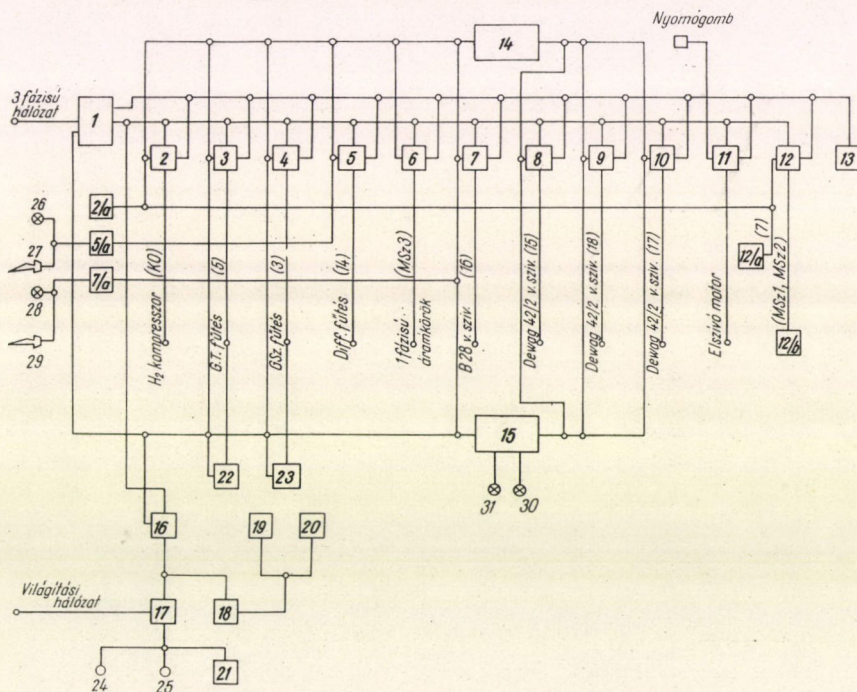 Nyomógomb
14
3 fázisú
hálózat
1
2
3
4
5
6
7
8
9
10
11
12
13
26
2/a
27
5/a
28
7/a
29
12/a
(7)
12/b
H₂ kompresszor (KO)
G.T. fűtés (6)
GSz. fűtés (3)
Diff. fűtés (14)
1 fázisú áramkörök (MSz3)
B 28 v.sziv. (16)
Dewag 42/2 v.sziv. (15)
Dewag 42/2 v.sziv. (18)
Dewag 42/2 v.sziv. (17)
Elszívó motor
(MGz1, MSz2)
15
22
23
31
30
16
19
20
Világítási
hálózat
17
18
24
25
21